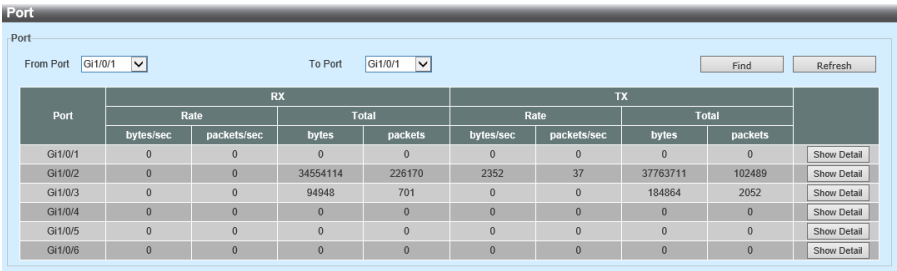 Port
Port
From Port Gi1/0/1 To Port Gi1/0/1 Find Refresh
Port RX TX
Rate Total Rate Total
bytes/sec packets/sec bytes packets bytes/sec packets/sec bytes packets
Gi1/0/1 0 0 0 0 0 0 0 0 Show Detail
Gi1/0/2 0 0 34554114 226170 2352 37 37763711 102489 Show Detail
Gi1/0/3 0 0 94948 701 0 0 184864 2052 Show Detail
Gi1/0/4 0 0 0 0 0 0 0 0 Show Detail
Gi1/0/5 0 0 0 0 0 0 0 0 Show Detail
Gi1/0/6 0 0 0 0 0 0 0 0 Show Detail